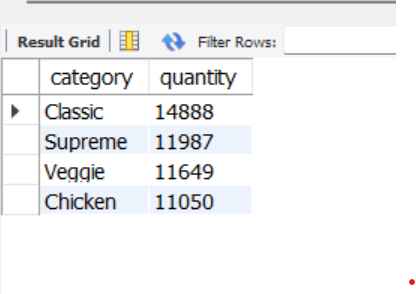 Result Grid Filter Rows:
category quantity
Classic 14888
Supreme 11987
Veggie 11649
Chicken 11050